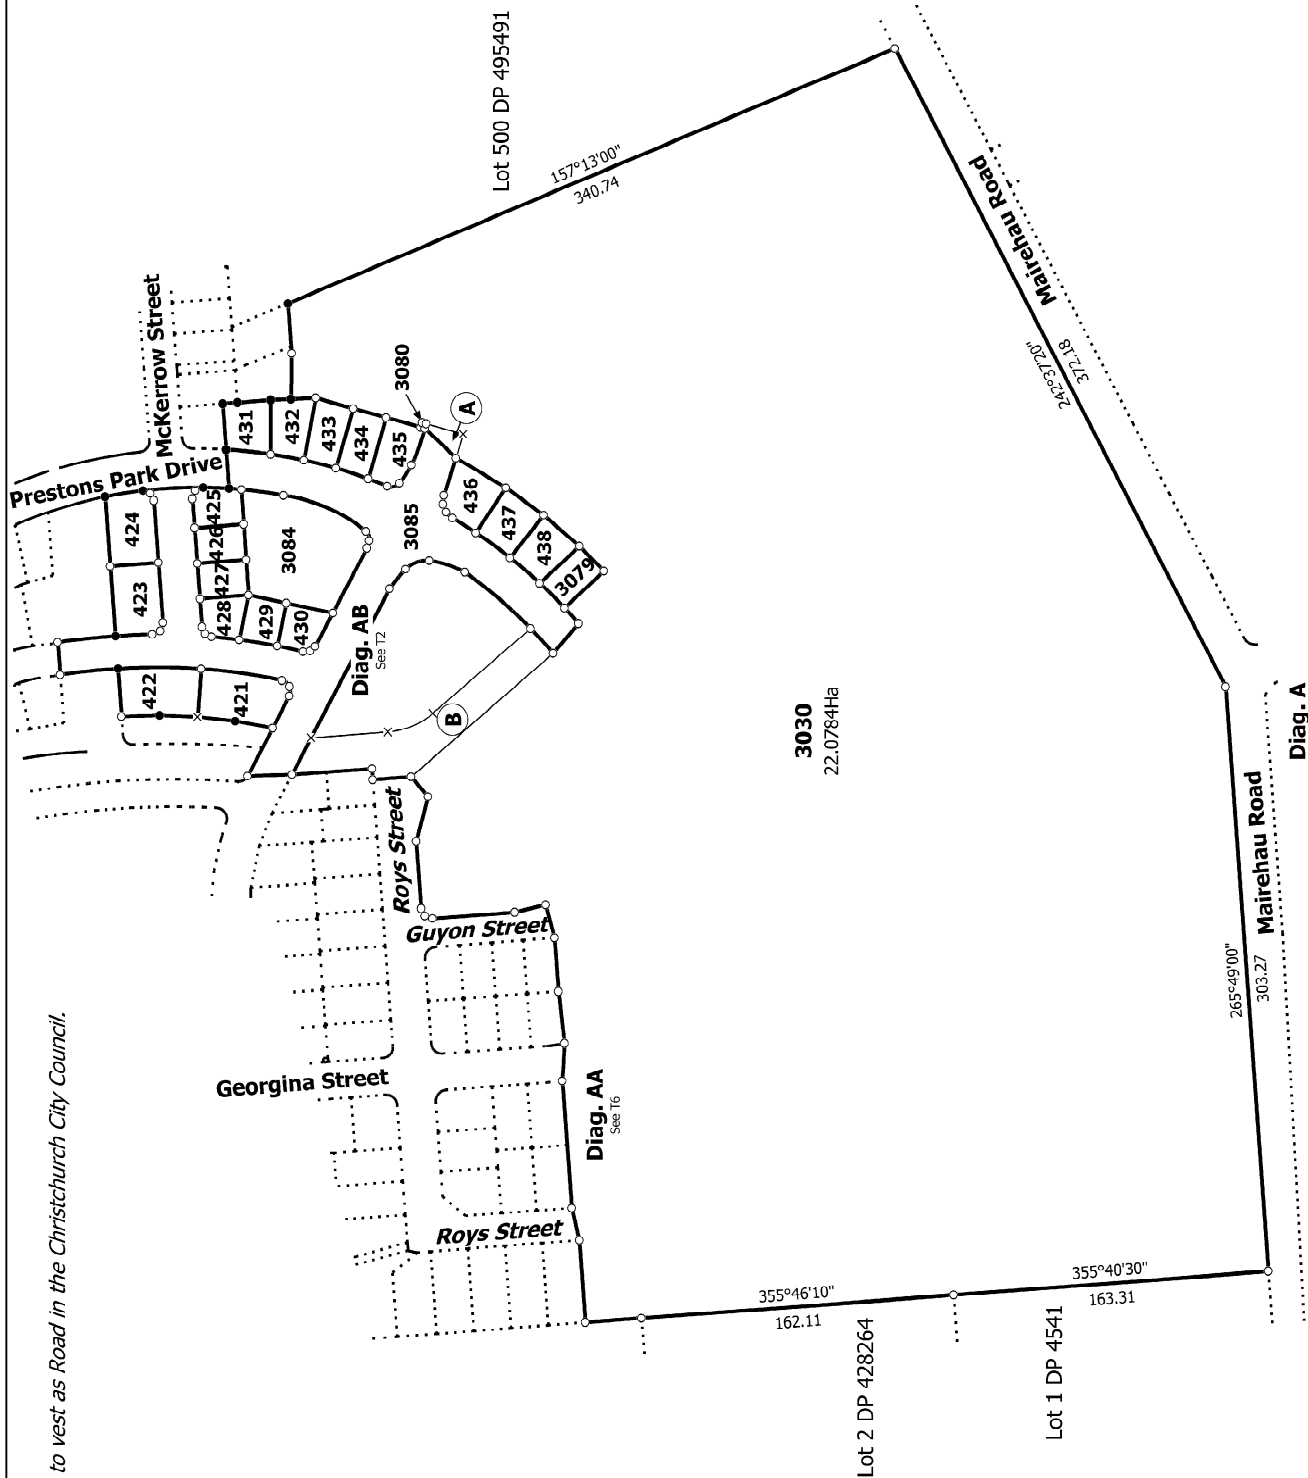 to vest as Road in the Christchurch City Council.
Lot 500 DP 495491
157°13'00"
340.74
McKerrow Street
Prestons Park Drive
Mairehau Road
242°37'20"
372.18
3080
A
431
432
433
434
435
436
437
438
3079
424
423
425
426
427
428
429
430
3084
3085
422
421
Diag. AB
See T2
B
3030
22.0784Ha
Roys Street
Guyon Street
Georgina Street
Diag. AA
See T6
Roys Street
Diag. A
Mairehau Road
265°49'00"
303.27
355°46'10"
162.11
355°40'30"
163.31
Lot 2 DP 428264
Lot 1 DP 4541